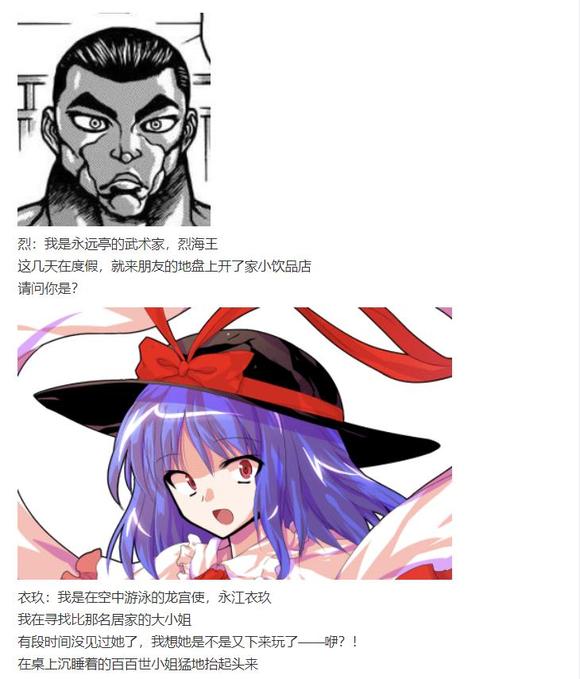 烈：我是永远亭的武术家，烈海王
这几天在度假，就来朋友的地盘上开了家小饮品店
请问你是？
衣玖：我是在空中游泳的龙宫使，永江衣玖
我在寻找比那名居家的大小姐
有段时间没见过她了，我想她是不是又下来玩了——咿？！
在桌上沉睡着的百百世小姐猛地抬起头来